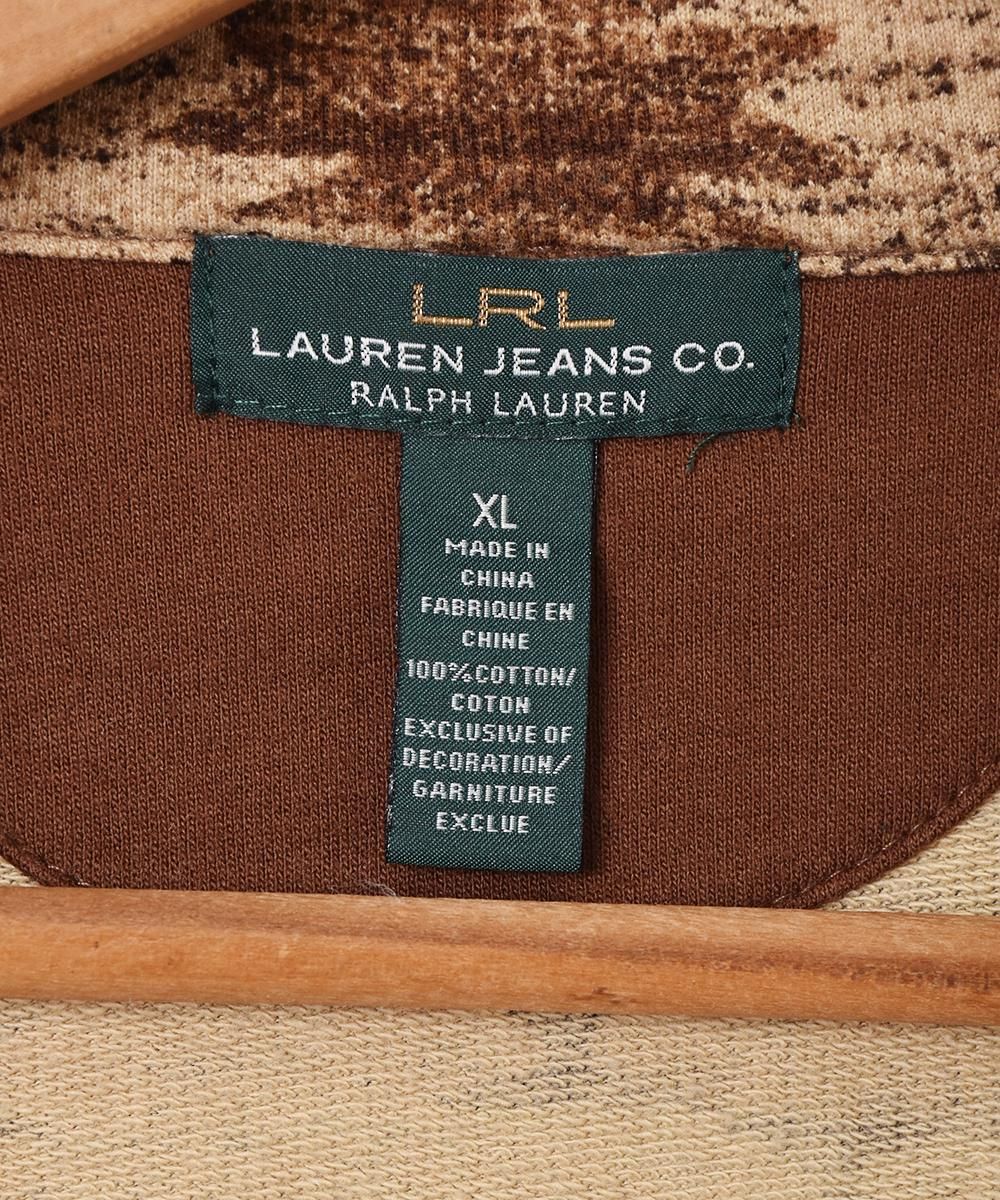 LRL
LAUREN JEANS CO.
RALPH LAUREN
XL
MADE IN
CHINA
FABRIQUE EN
CHINE
100%COTTON/
COTON
EXCLUSIVE OF
DECORATION/
GARNITURE
EXCLUE